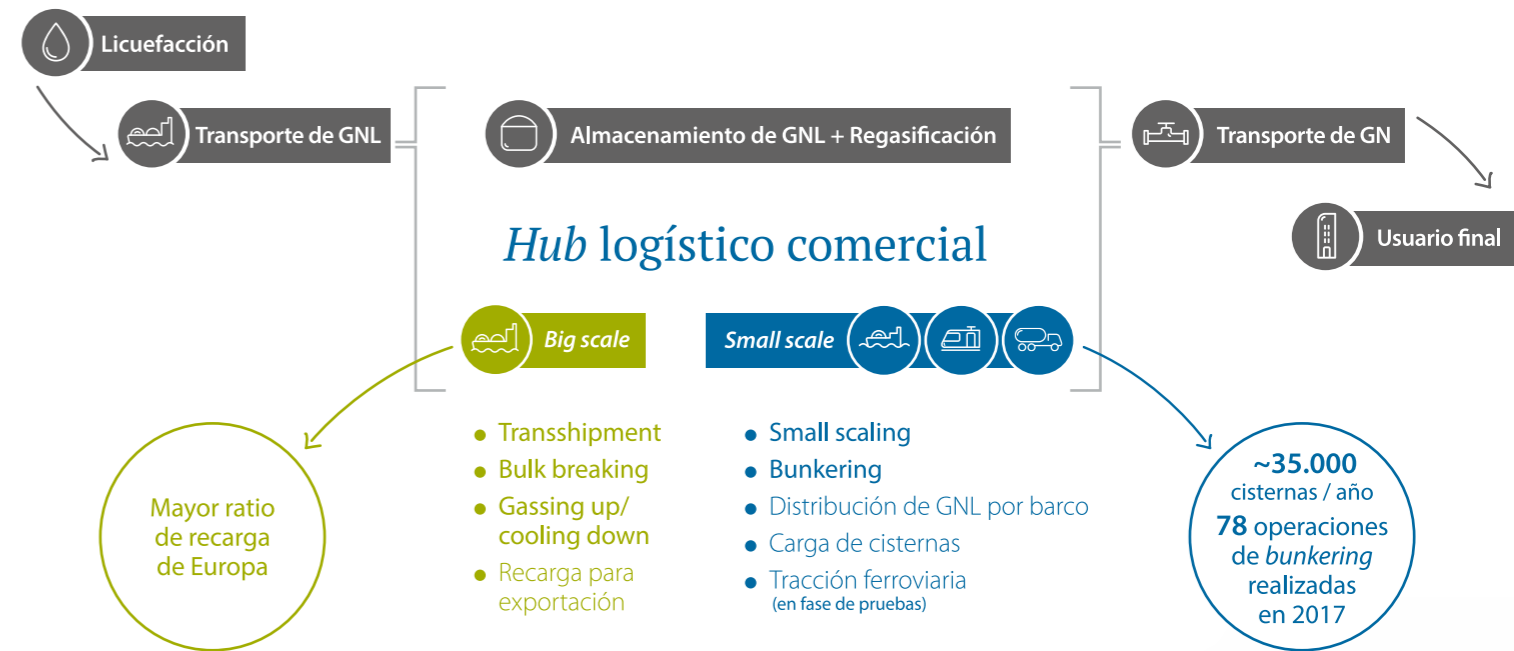 Licuefacción
Transporte de GNL
Almacenamiento de GNL + Regasificación
Transporte de GN
Usuario final
Hub logístico comercial
Big scale
Small scale
● Transshipment
● Bulk breaking
● Gassing up/
cooling down
● Recarga para
exportación
● Small scaling
● Bunkering
● Distribución de GNL por barco
● Carga de cisternas
● Tracción ferroviaria
(en fase de pruebas)
Mayor ratio
de recarga
de Europa
~35.000
cisternas / año
78 operaciones
de bunkering
realizadas
en 2017